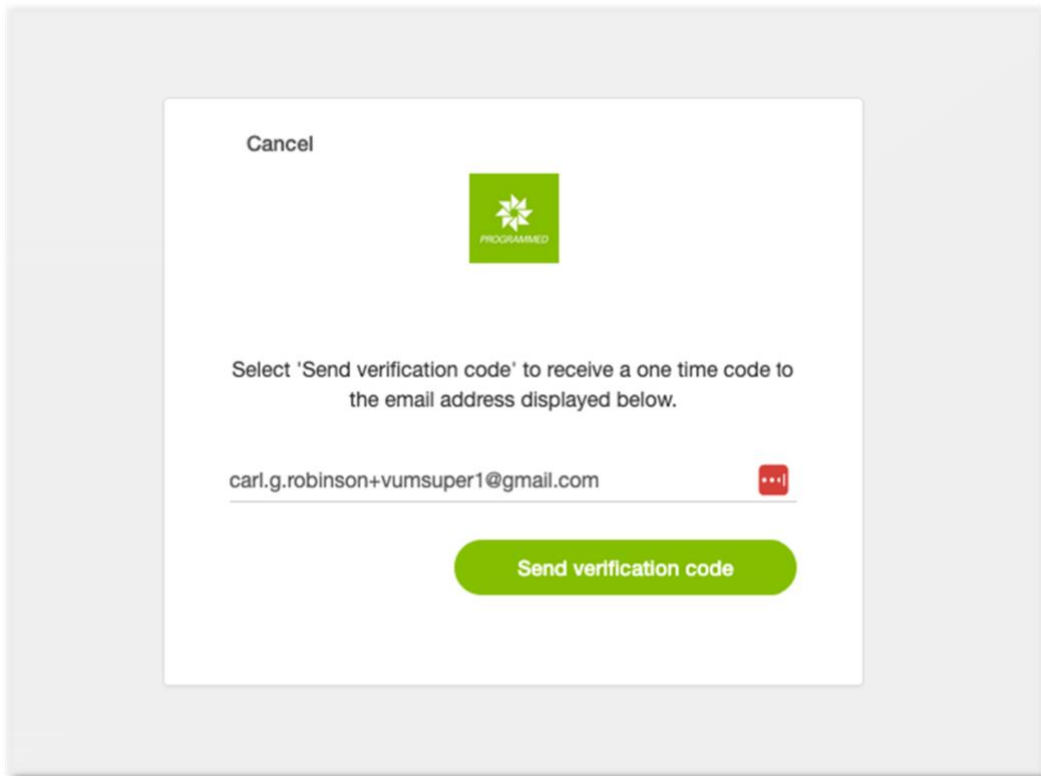 Cancel
PROGRAMMED
Select 'Send verification code' to receive a one time code to
the email address displayed below.
carl.g.robinson+vumsuper1@gmail.com
Send verification code